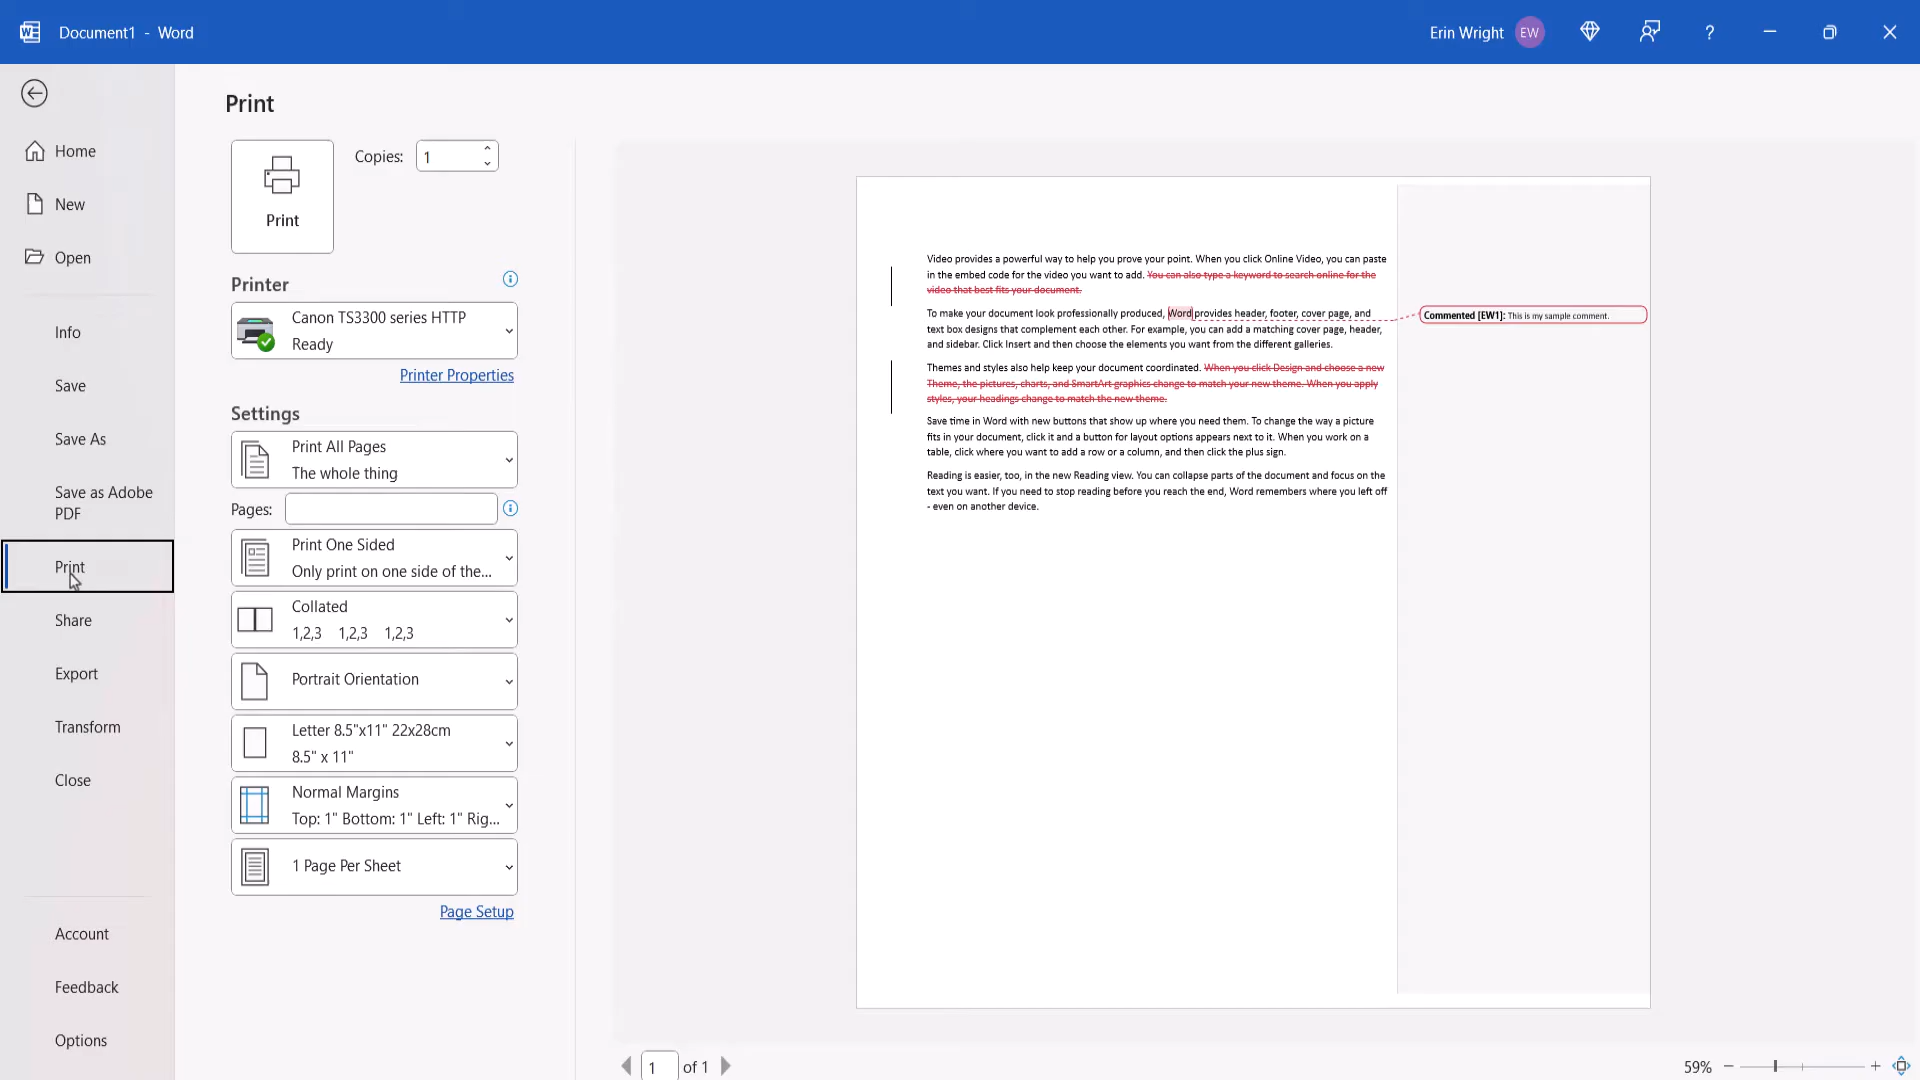 Document1 - Word
Erin Wright EW ?
Home
New
Open
Info
Save
Save As
Save as Adobe
PDF
Print
Share
Export
Transform
Close
Account
Feedback
Options
Print
Print
Copies: 1
Printer
Canon TS3300 series HTTP
Ready
Printer Properties
Settings
Print All Pages
The whole thing
Pages:
Print One Sided
Only print on one side of the...
Collated
1,2,3 1,2,3 1,2,3
Portrait Orientation
Letter 8.5"x11" 22x28cm
8.5" x 11"
Normal Margins
Top: 1" Bottom: 1" Left: 1" Rig...
1 Page Per Sheet
Page Setup
Video provides a powerful way to help you prove your point. When you click Online Video, you can paste
in the embed code for the video you want to add. You can also type a keyword to search online for the
video that best fits your document.
To make your document look professionally produced, Word provides header, footer, cover page, and
text box designs that complement each other. For example, you can add a matching cover page, header,
and sidebar. Click Insert and then choose the elements you want from the different galleries.
Themes and styles also help keep your document coordinated. When you click Design and choose a new
Theme, the pictures, charts, and SmartArt graphics change to match your new theme. When you apply
styles, your headings change to match the new theme.
Save time in Word with new buttons that show up where you need them. To change the way a picture
fits in your document, click it and a button for layout options appears next to it. When you work on a
table, click where you want to add a row or a column, and then click the plus sign.
Reading is easier, too, in the new Reading view. You can collapse parts of the document and focus on the
text you want. If you need to stop reading before you reach the end, Word remembers where you left off
- even on another device.
Commented [EW1]: This is my sample comment.
1 of 1
59%